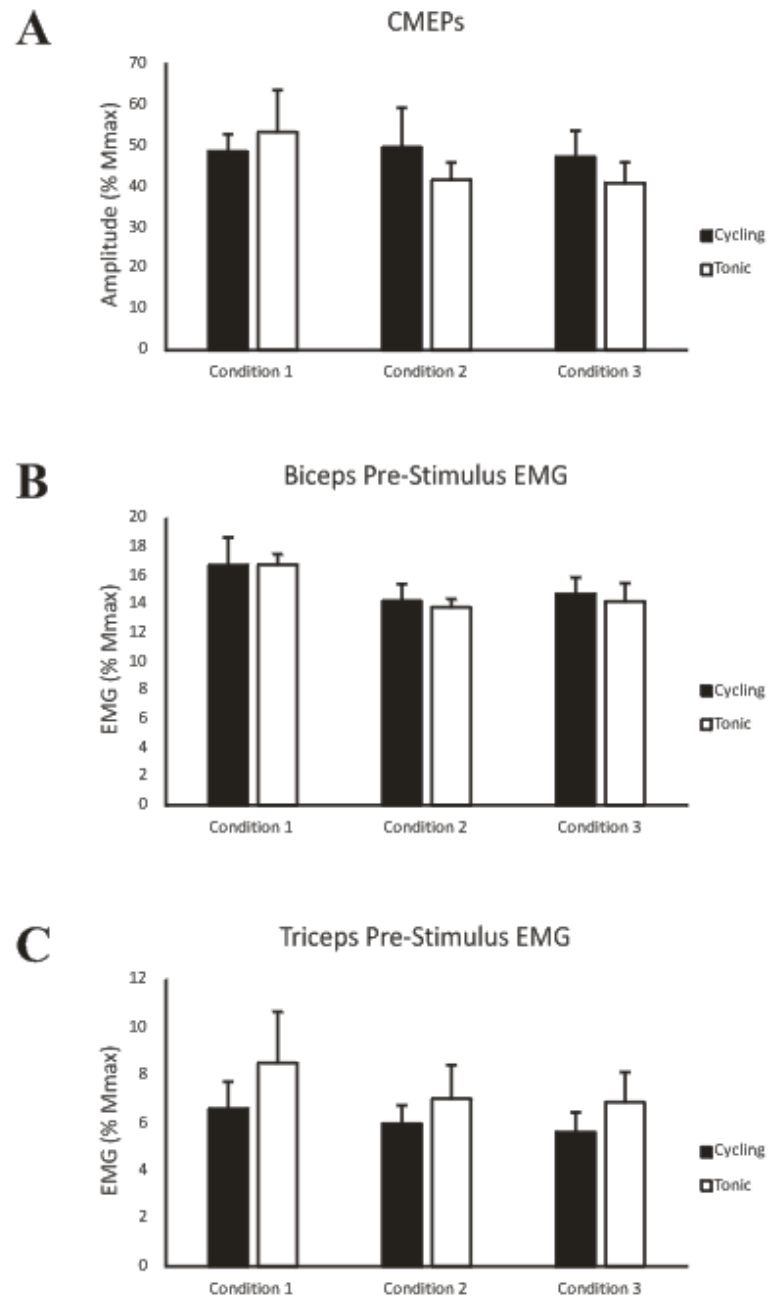 A
CMEPs
Amplitude (% Mmax)
70
60
50
40
30
20
10
0
Condition 1 Condition 2 Condition 3
Cycling
Tonic
B
Biceps Pre-Stimulus EMG
EMG (% Mmax)
20
18
16
14
12
10
8
6
4
2
0
Condition 1 Condition 2 Condition 3
Cycling
Tonic
C
Triceps Pre-Stimulus EMG
EMG (% Mmax)
12
10
8
6
4
2
0
Condition 1 Condition 2 Condition 3
Cycling
Tonic